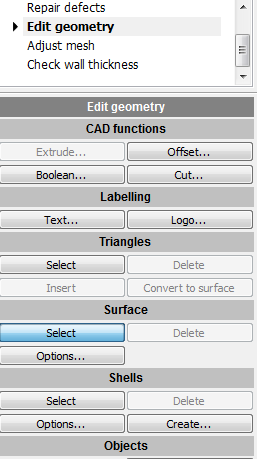 Repair defects
Edit geometry
Adjust mesh
Check wall thickness
Edit geometry
CAD functions
Extrude... Offset...
Boolean... Cut...
Labelling
Text... Logo...
Triangles
Select Delete
Insert Convert to surface
Surface
Select Delete
Options...
Shells
Select Delete
Options... Create...
Objects